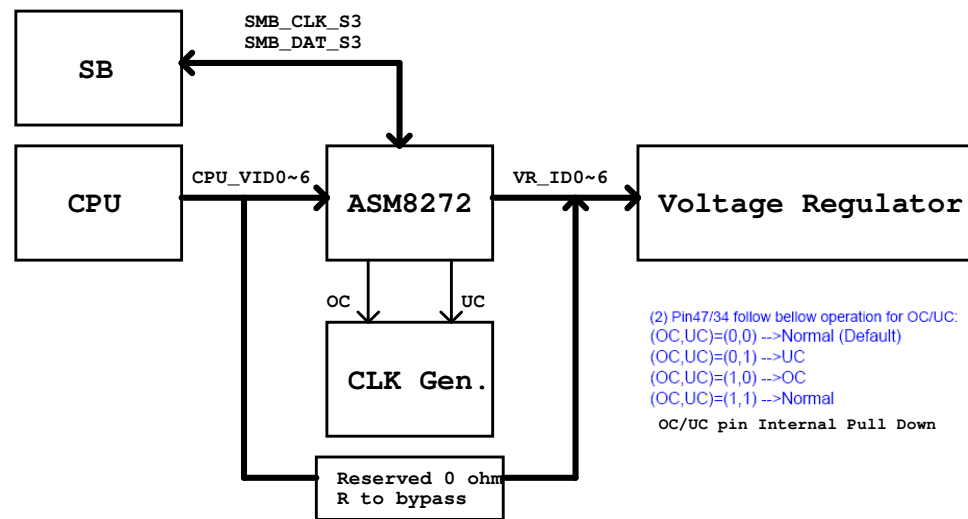 SMB_CLK_S3
SMB_DAT_S3
SB
CPU
CPU_VID0~6
ASM8272
VR_ID0~6
Voltage Regulator
OC
UC
CLK Gen.
(2) Pin47/34 follow bellow operation for OC/UC:
(OC,UC)=(0,0) -->Normal (Default)
(OC,UC)=(0,1) -->UC
(OC,UC)=(1,0) -->OC
(OC,UC)=(1,1) -->Normal
OC/UC pin Internal Pull Down
Reserved 0 ohm
R to bypass